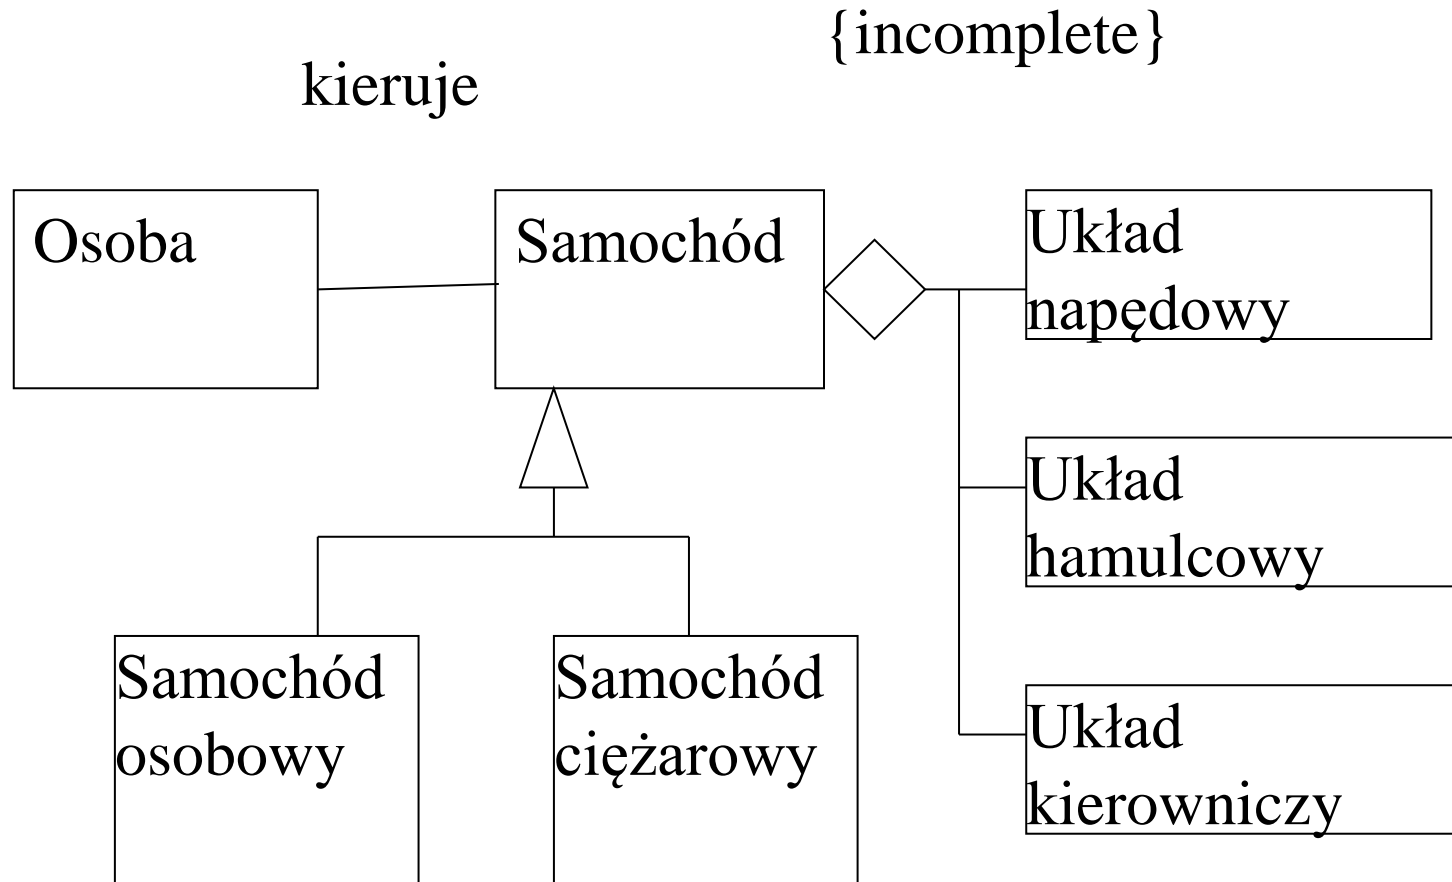 {incomplete}
kieruje
Osoba
Samochód
Układ
napędowy
Układ
hamulcowy
Samochód
osobowy
Samochód
ciężarowy
Układ
kierowniczy